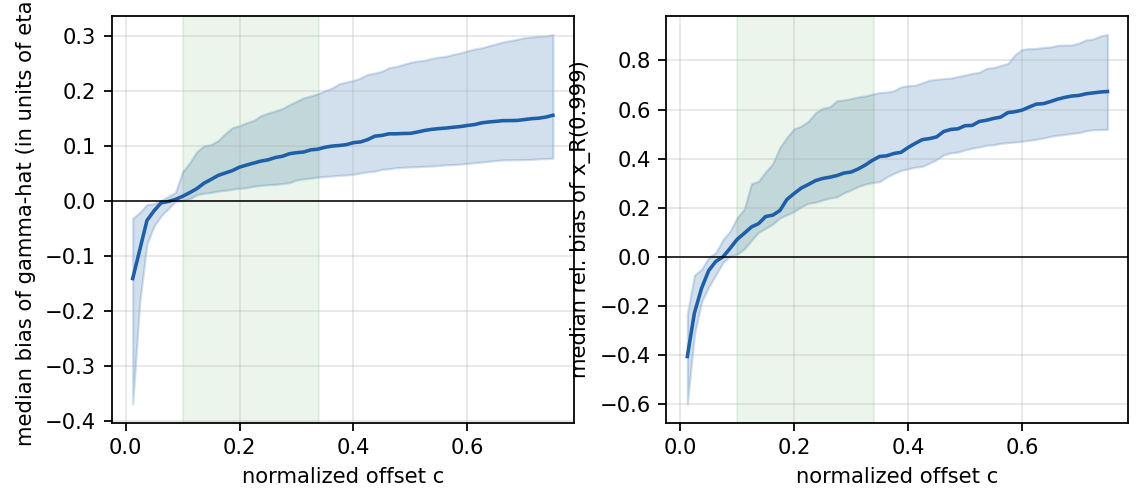 median bias of gamma-hat (in units of eta
0.3
0.2
0.1
0.0
−0.1
−0.2
−0.3
−0.4
0.0 0.2 0.4 0.6
normalized offset c
median rel. bias of x_R(0.999)
0.8
0.6
0.4
0.2
0.0
−0.2
−0.4
−0.6
0.0 0.2 0.4 0.6
normalized offset c